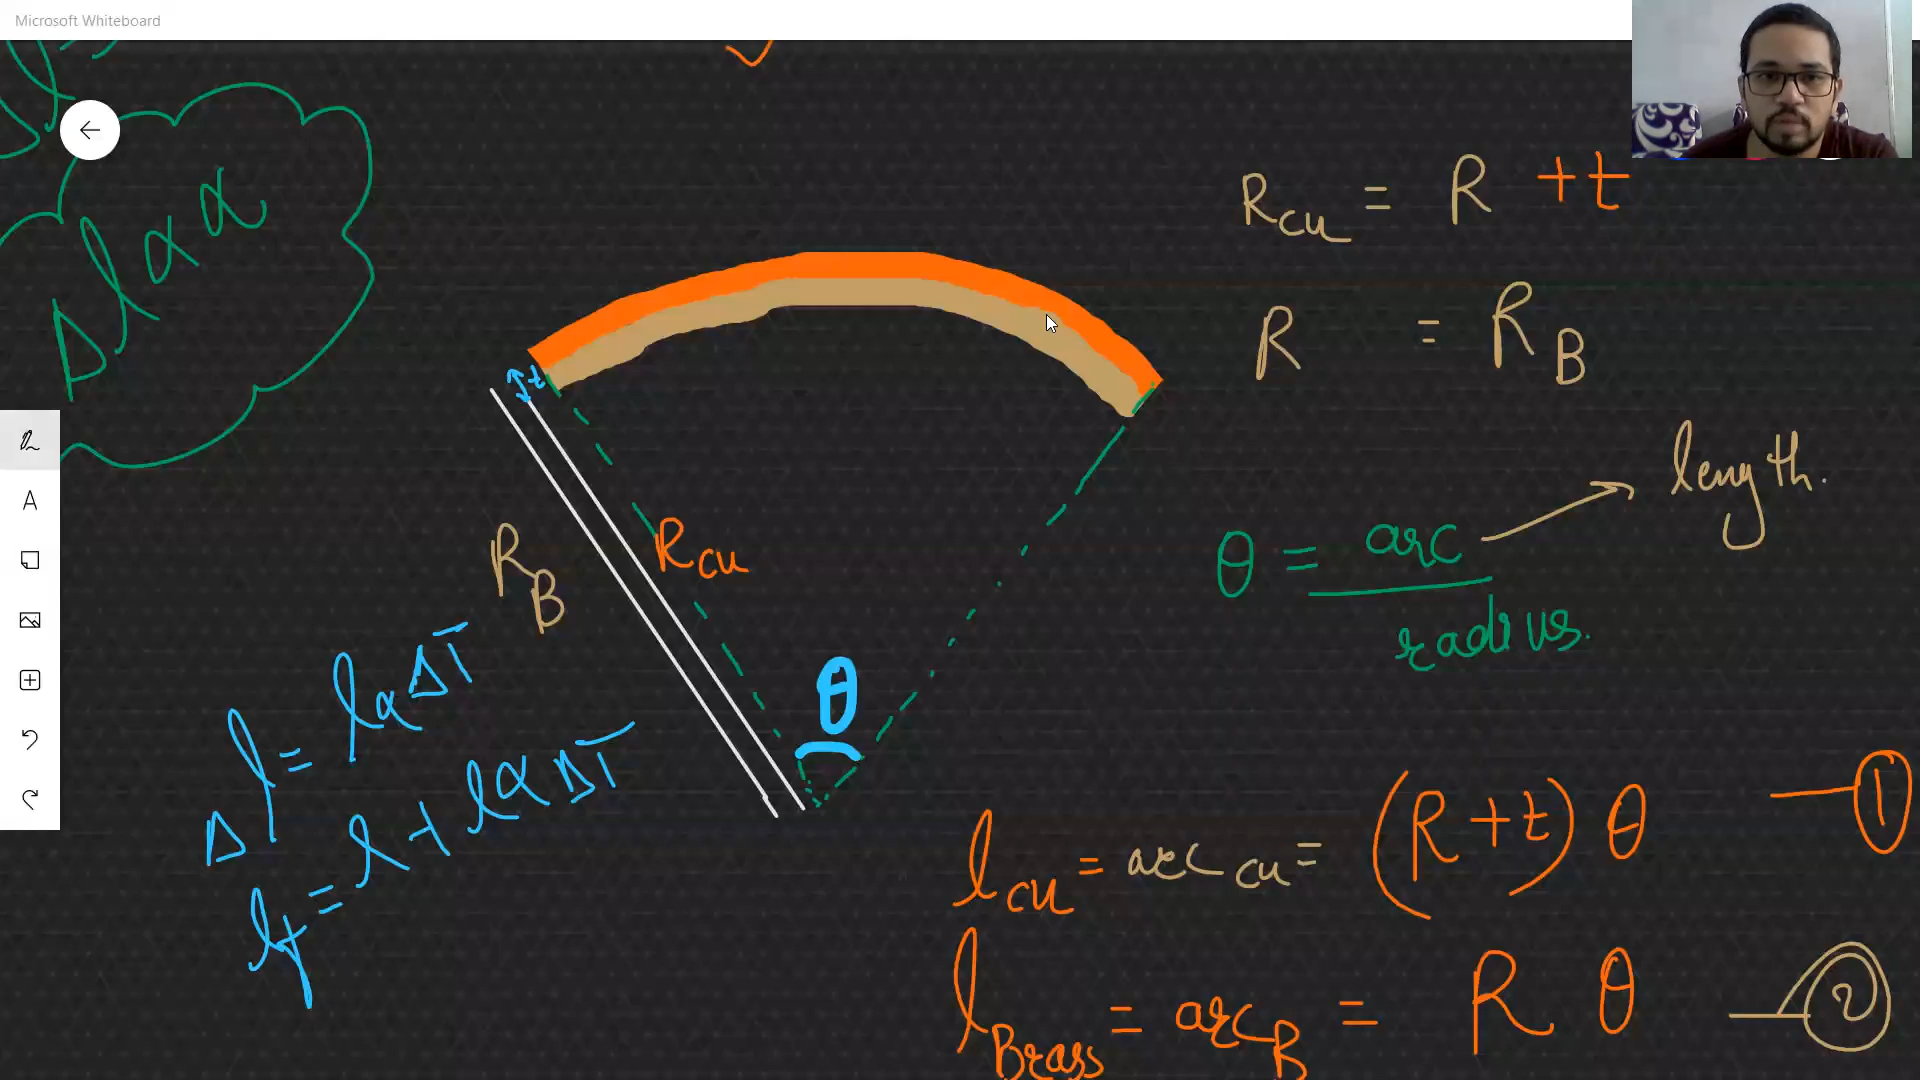 Microsoft Whiteboard
Δl α α
R_cu = R + t
R = R_B
t
length.
θ = arc / radius.
R_B
R_cu
θ
Δl = lαΔT
l_f = l + lαΔT
l_cu = arc_cu = (R + t) θ — ①
l_Brass = arc_B = R θ — ②
A